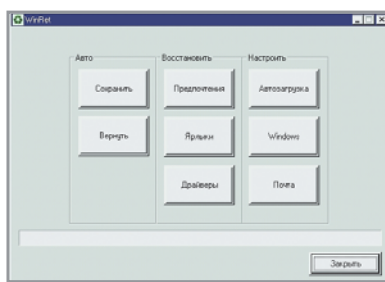 WinRet
Авто
Восстановить
Настроить
Сохранить
Предпочтения
Автозагрузка
Вернуть
Ярлыки
Windows
Драйверы
Почта
Закрыть